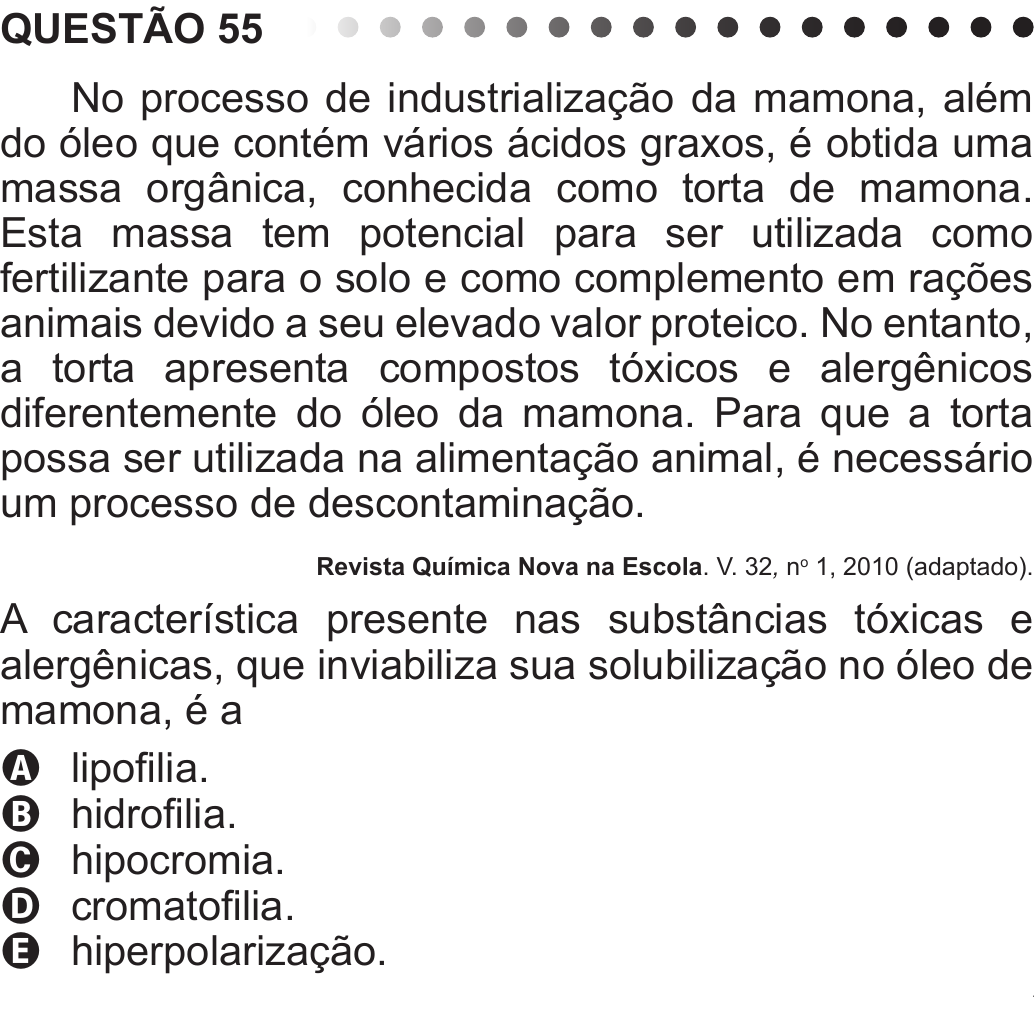 QUESTÃO 55
No processo de industrialização da mamona, além
do óleo que contém vários ácidos graxos, é obtida uma
massa orgânica, conhecida como torta de mamona.
Esta massa tem potencial para ser utilizada como
fertilizante para o solo e como complemento em rações
animais devido a seu elevado valor proteico. No entanto,
a torta apresenta compostos tóxicos e alergênicos
diferentemente do óleo da mamona. Para que a torta
possa ser utilizada na alimentação animal, é necessário
um processo de descontaminação.
Revista Química Nova na Escola. V. 32, nº 1, 2010 (adaptado).
A característica presente nas substâncias tóxicas e
alergênicas, que inviabiliza sua solubilização no óleo de
mamona, é a
A lipofilia.
B hidrofilia.
C hipocromia.
D cromatofilia.
E hiperpolarização.